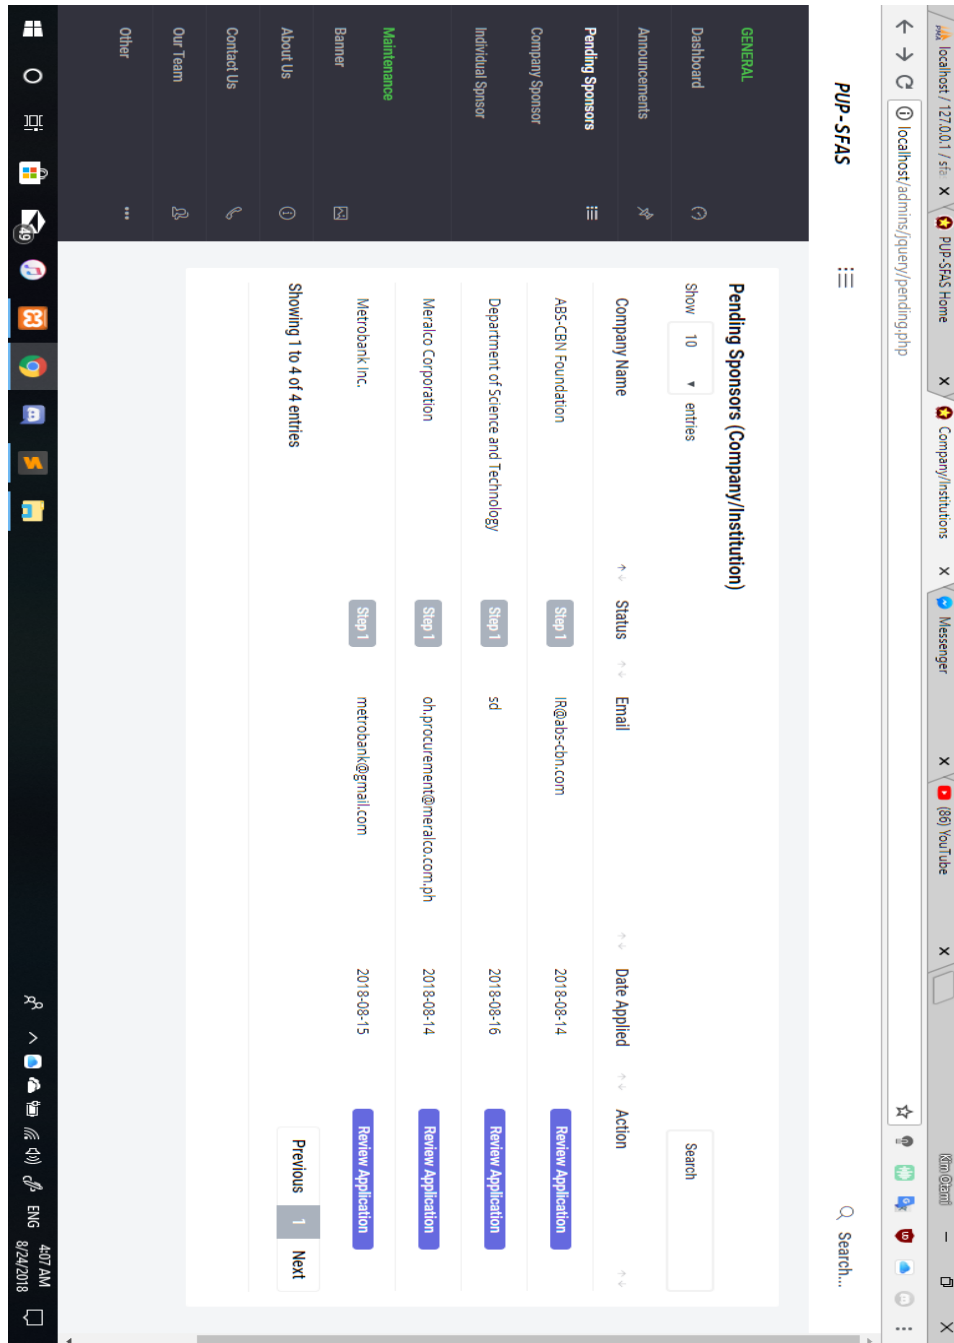 localhost / 127.0.0.1 / sfa
PUP-SFAS Home
Company/Institutions
Messenger
(86) YouTube
Kim Otami
localhost/admins/jquery/pending.php
PUP-SFAS
Search...
GENERAL
Dashboard
Announcements
Pending Sponsors
Company Sponsor
Individual Spnsor
Maintenance
Banner
About Us
Contact Us
Our Team
Other
Pending Sponsors (Company/Institution)
Show 10 entries
Search
Company Name Status Email Date Applied Action
ABS-CBN Foundation Step 1 IR@abs-cbn.com 2018-08-14 Review Application
Department of Science and Technology Step 1 sd 2018-08-16 Review Application
Meralco Corporation Step 1 oh.procurement@meralco.com.ph 2018-08-14 Review Application
Metrobank Inc. Step 1 metrobank@gmail.com 2018-08-15 Review Application
Showing 1 to 4 of 4 entries
Previous 1 Next
49
ENG
4:07 AM
8/24/2018